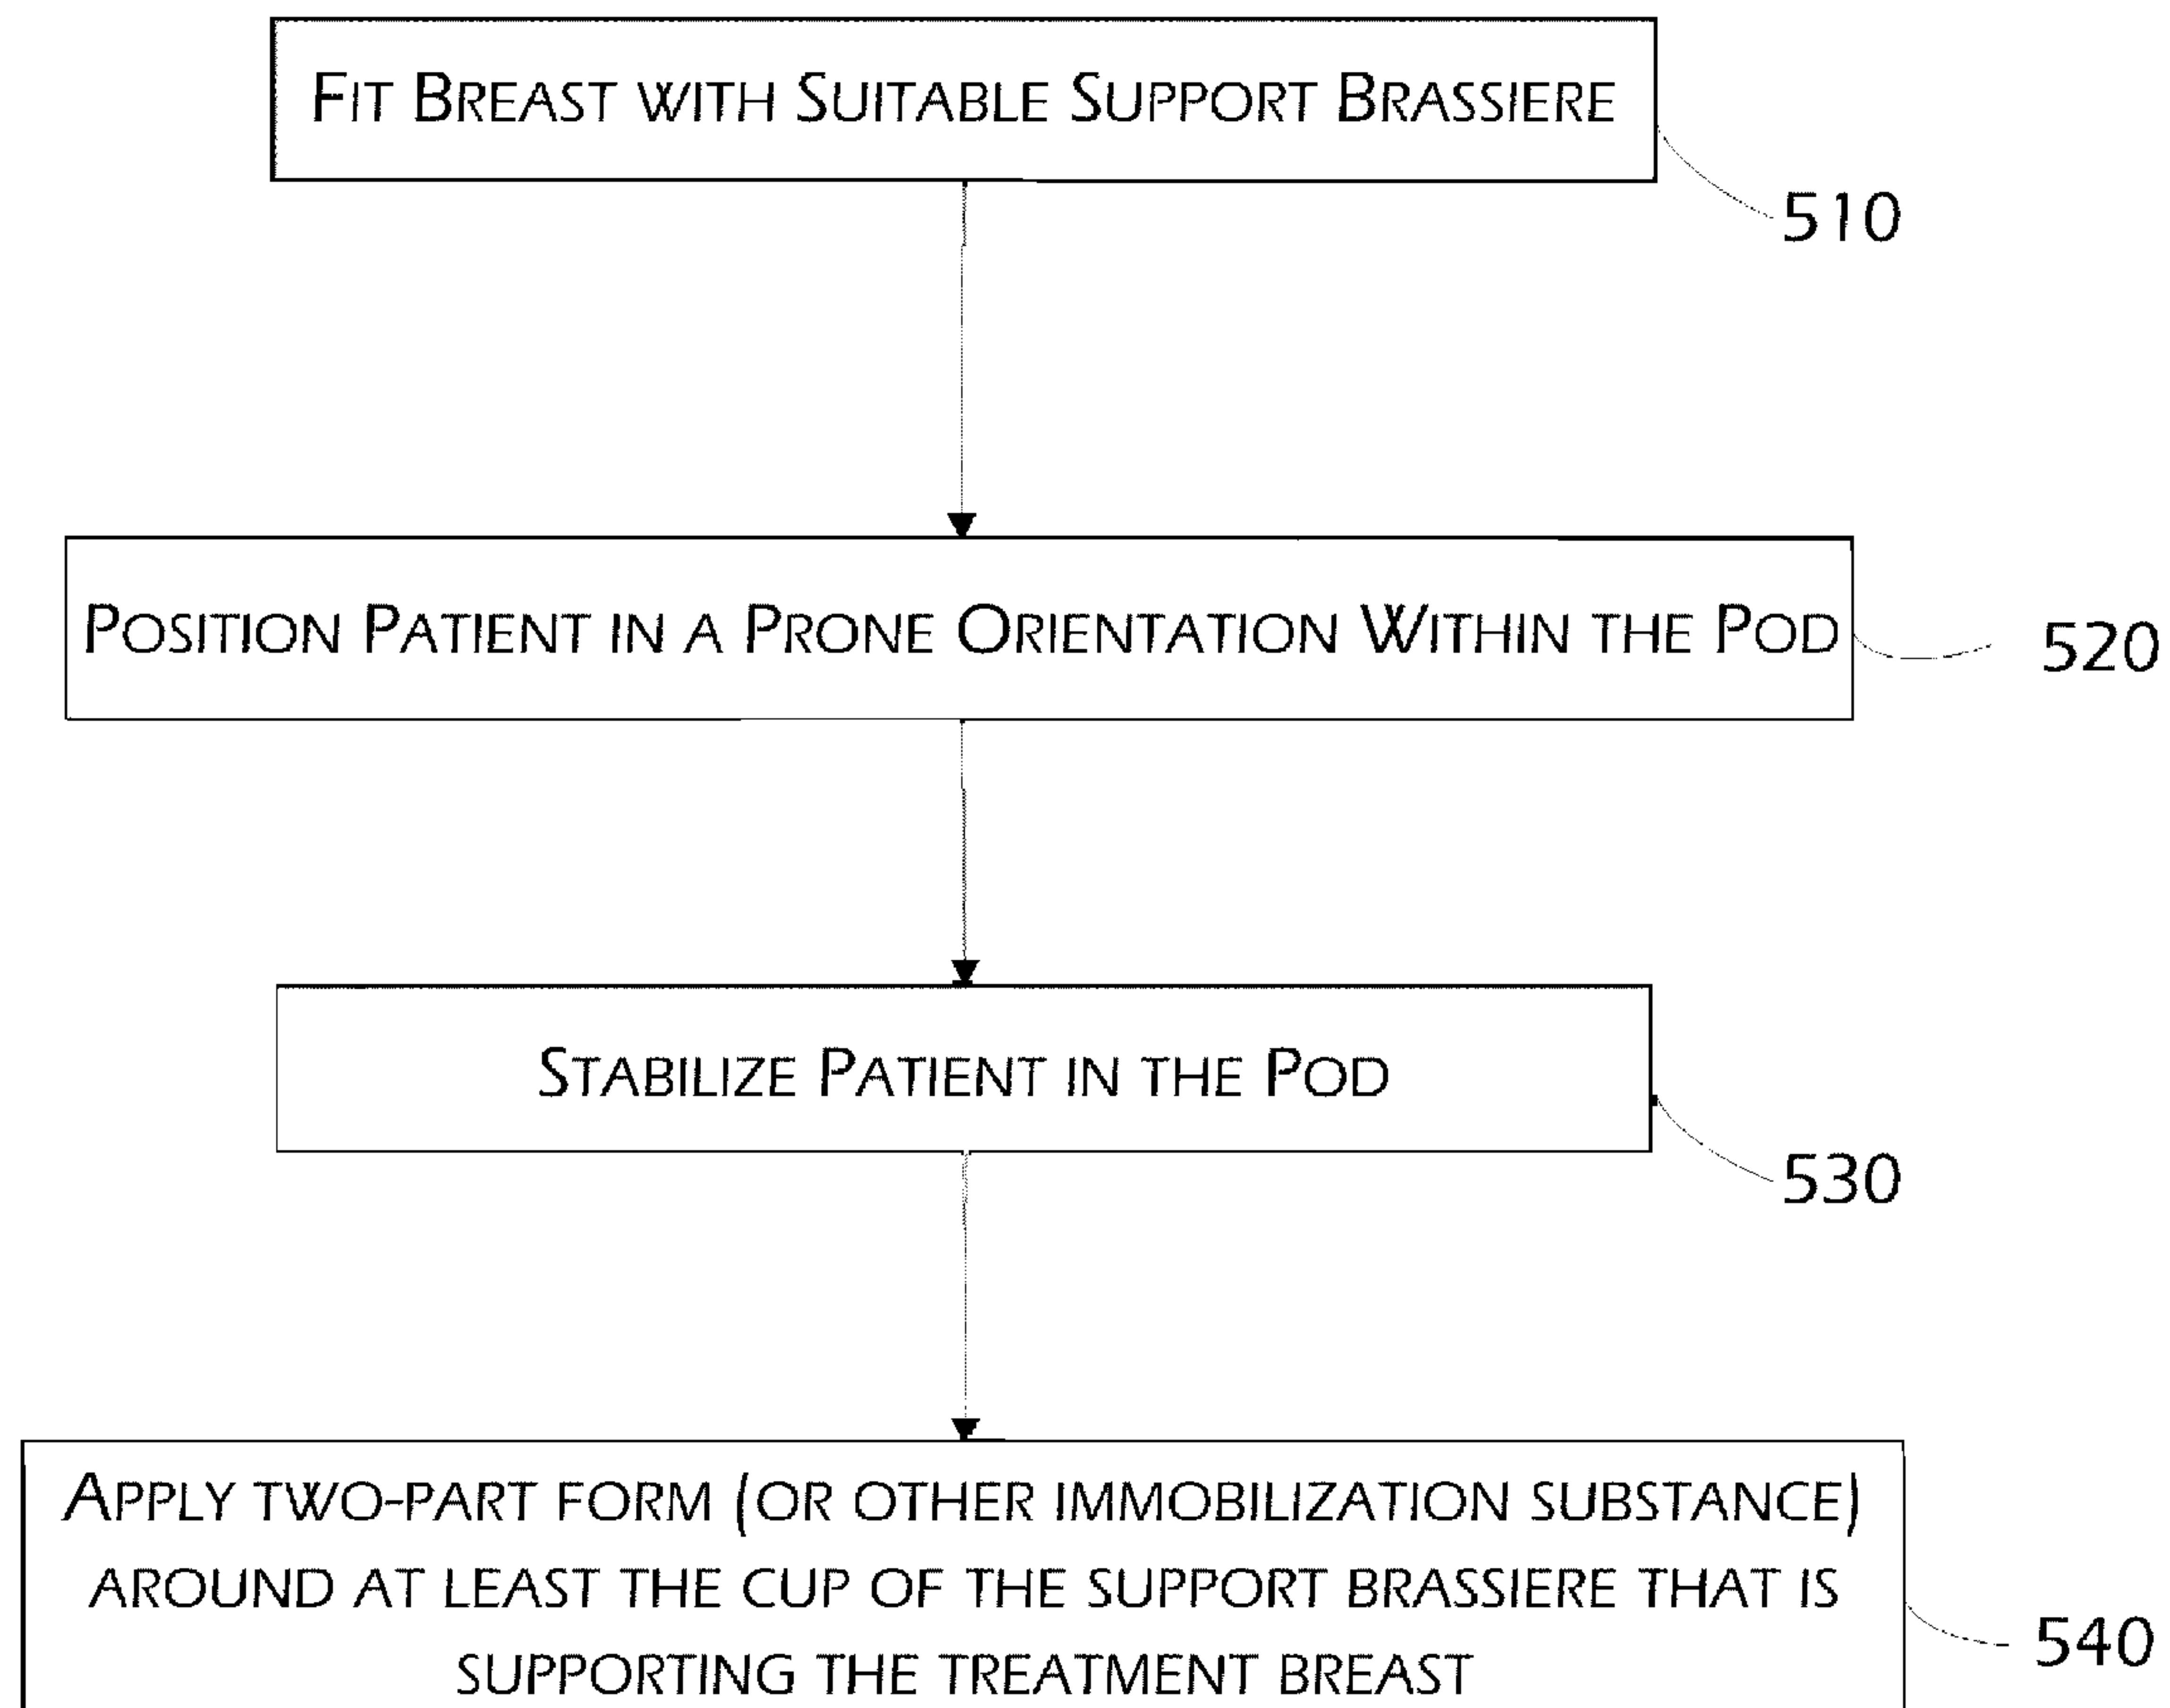 FIT BREAST WITH SUITABLE SUPPORT BRASSIERE
510
POSITION PATIENT IN A PRONE ORIENTATION WITHIN THE POD
520
STABILIZE PATIENT IN THE POD
530
APPLY TWO-PART FORM (OR OTHER IMMOBILIZATION SUBSTANCE)
AROUND AT LEAST THE CUP OF THE SUPPORT BRASSIERE THAT IS
SUPPORTING THE TREATMENT BREAST
540